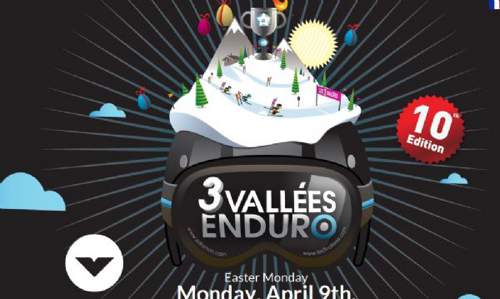 10th
Edition
3 VALLÉES
ENDURO
Easter Monday
Monday, April 9th